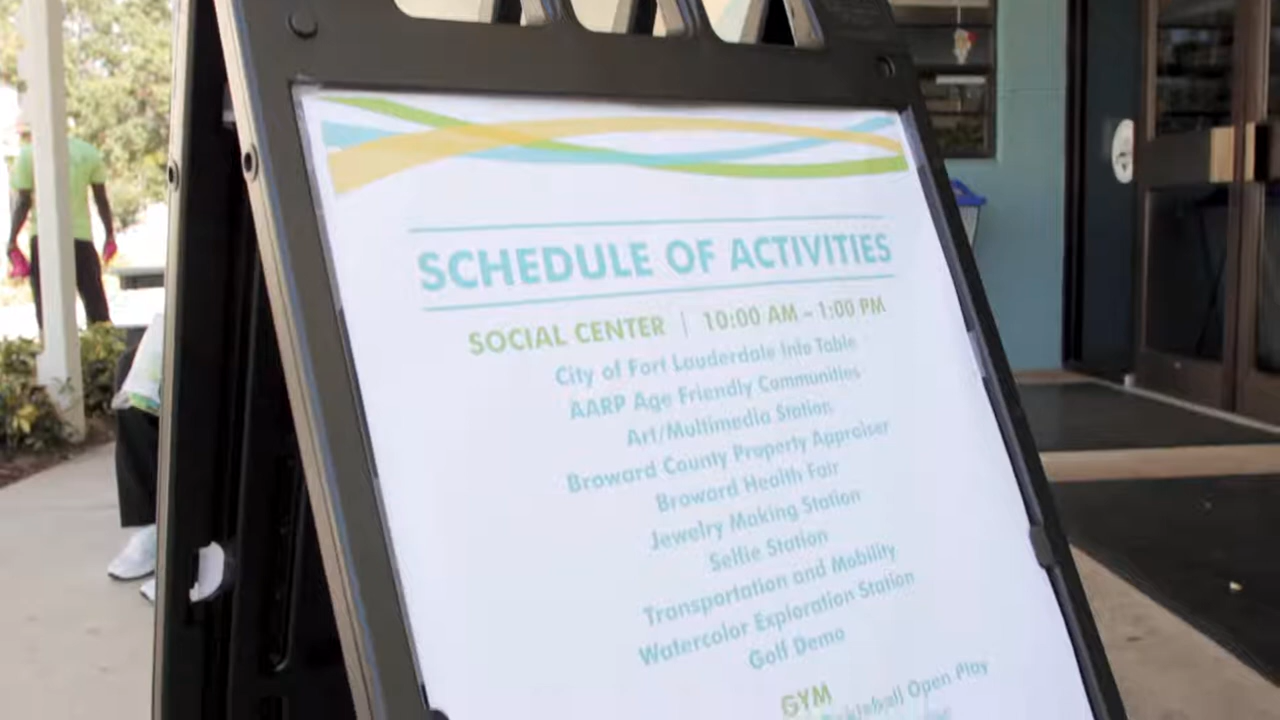 SCHEDULE OF ACTIVITIES
SOCIAL CENTER | 10:00 AM – 1:00 PM
City of Fort Lauderdale Info Table
AARP Age Friendly Communities
Art/Multimedia Station
Broward County Property Appraiser
Broward Health Fair
Jewelry Making Station
Selfie Station
Transportation and Mobility
Watercolor Exploration Station
Golf Demo
GYM
Open Play